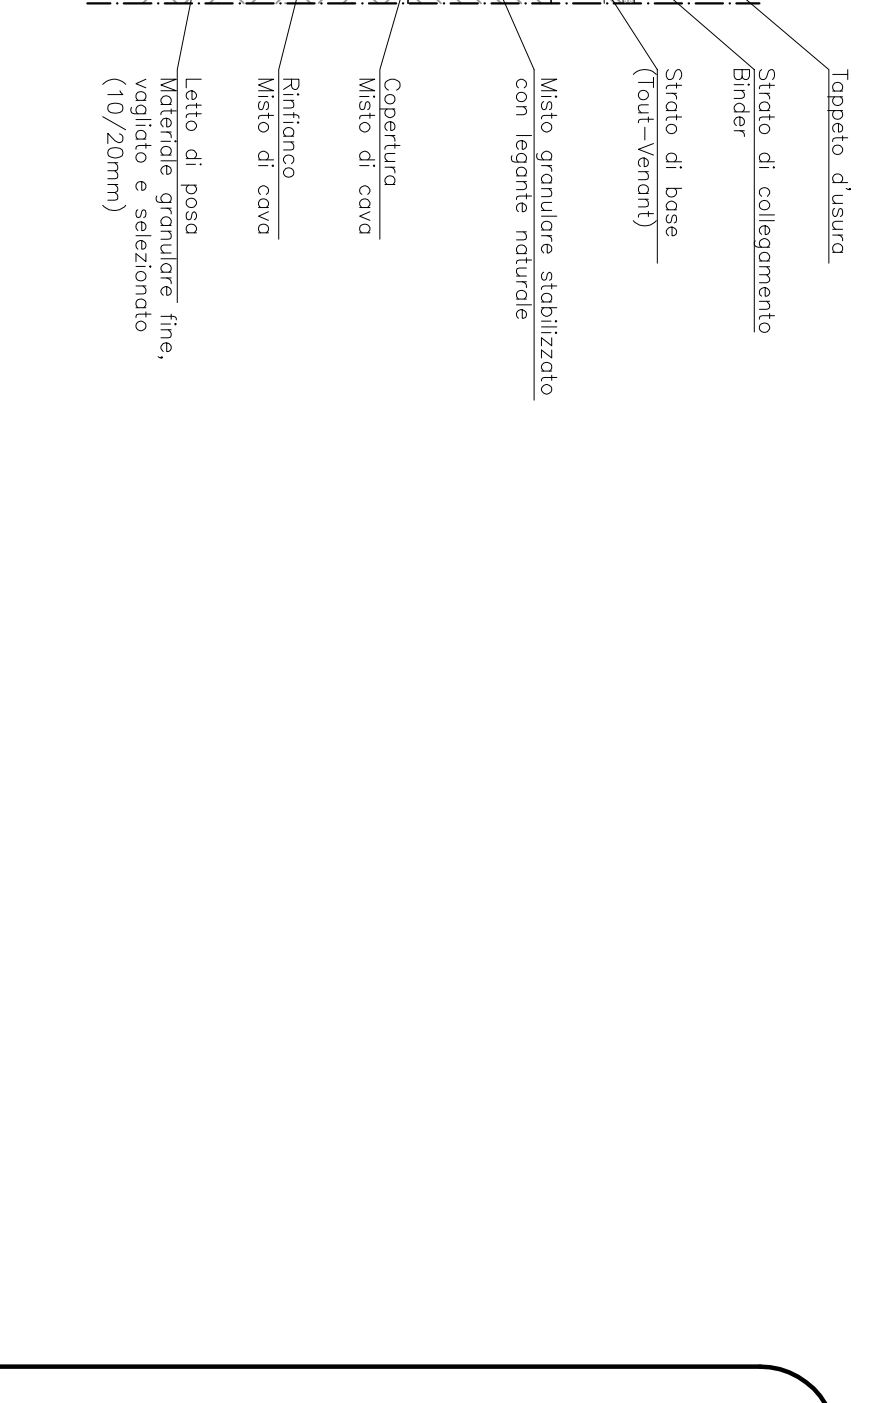 Tappeto d'usura
Strato di collegamento
Binder
Strato di base
(Tout-Venant)
Misto granulare stabilizzato
con legante naturale
Copertura
Misto di cava
Rinfianco
Misto di cava
Letto di posa
Materiale granulare fine,
vagliato e selezionato
(10/20mm)